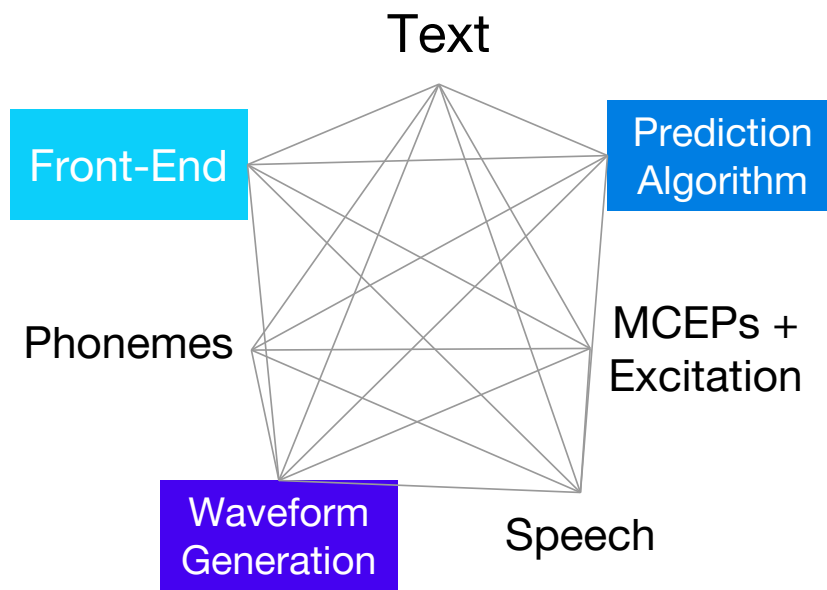 Text
Front-End
Prediction
Algorithm
Phonemes
MCEPs +
Excitation
Waveform
Generation
Speech